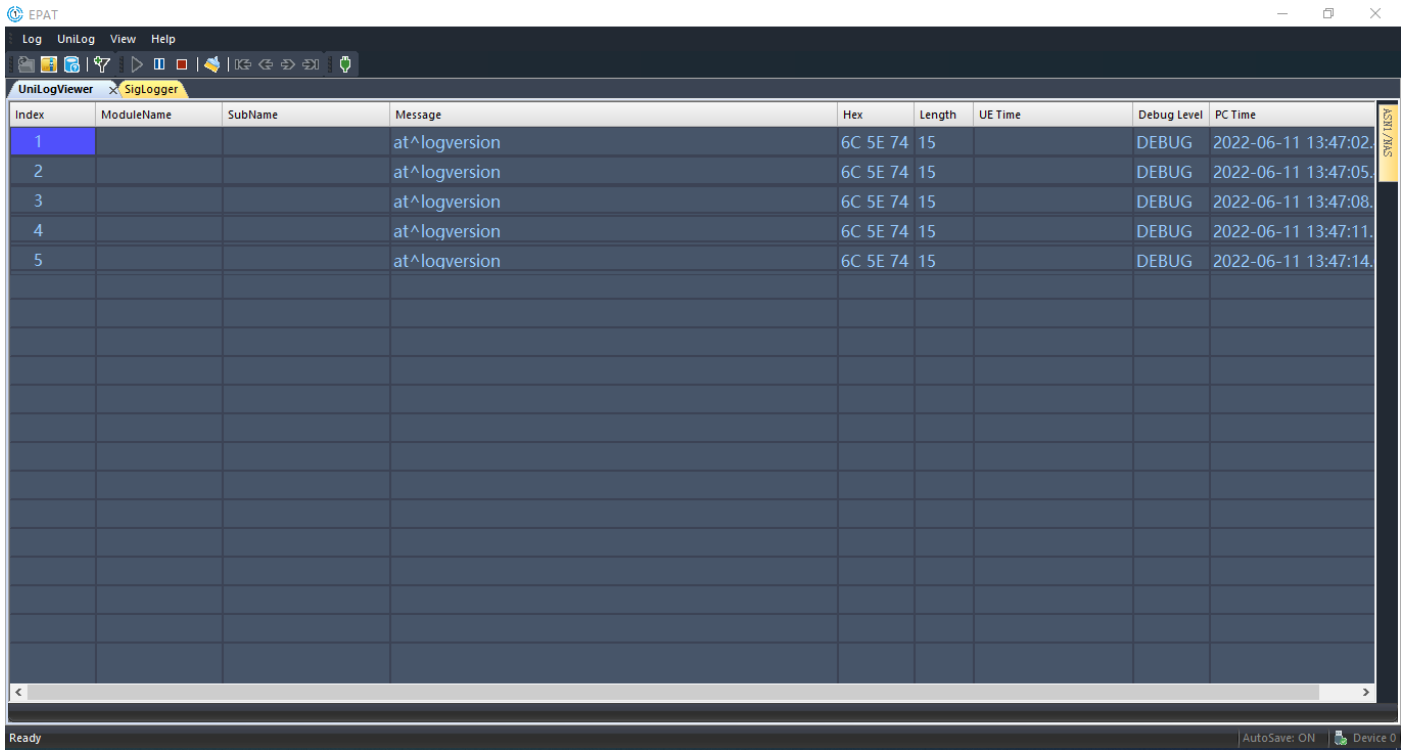 EPAT
Log UniLog View Help
UniLogViewer SigLogger
Index ModuleName SubName Message Hex Length UE Time Debug Level PC Time
1 at^logversion 6C 5E 74 15 DEBUG 2022-06-11 13:47:02.
2 at^logversion 6C 5E 74 15 DEBUG 2022-06-11 13:47:05.
3 at^logversion 6C 5E 74 15 DEBUG 2022-06-11 13:47:08.
4 at^logversion 6C 5E 74 15 DEBUG 2022-06-11 13:47:11.
5 at^logversion 6C 5E 74 15 DEBUG 2022-06-11 13:47:14.
ASN1/NAS
Ready AutoSave: ON Device 0